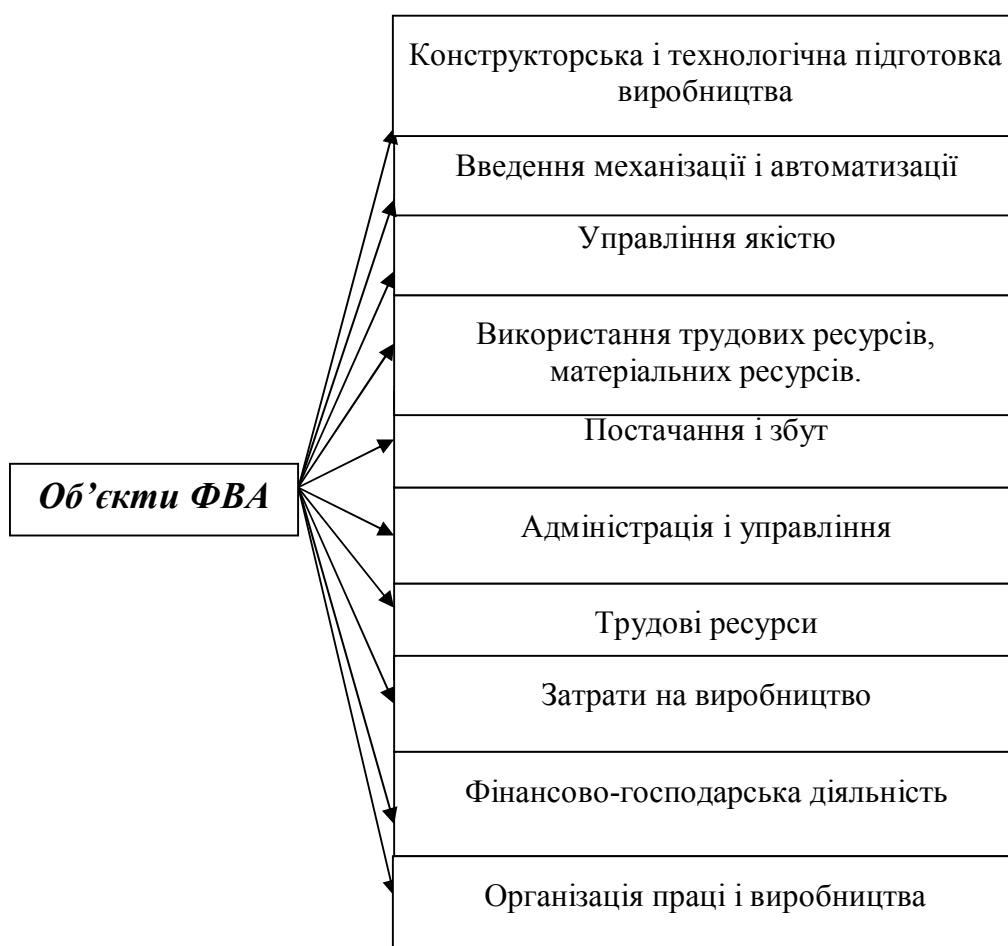 Конструкторська і технологічна підготовка
виробництва
Введення механізації і автоматизації
Управління якістю
Використання трудових ресурсів,
матеріальних ресурсів.
Постачання і збут
Об’єкти ФВА
Адміністрація і управління
Трудові ресурси
Затрати на виробництво
Фінансово-господарська діяльність
Організація праці і виробництва